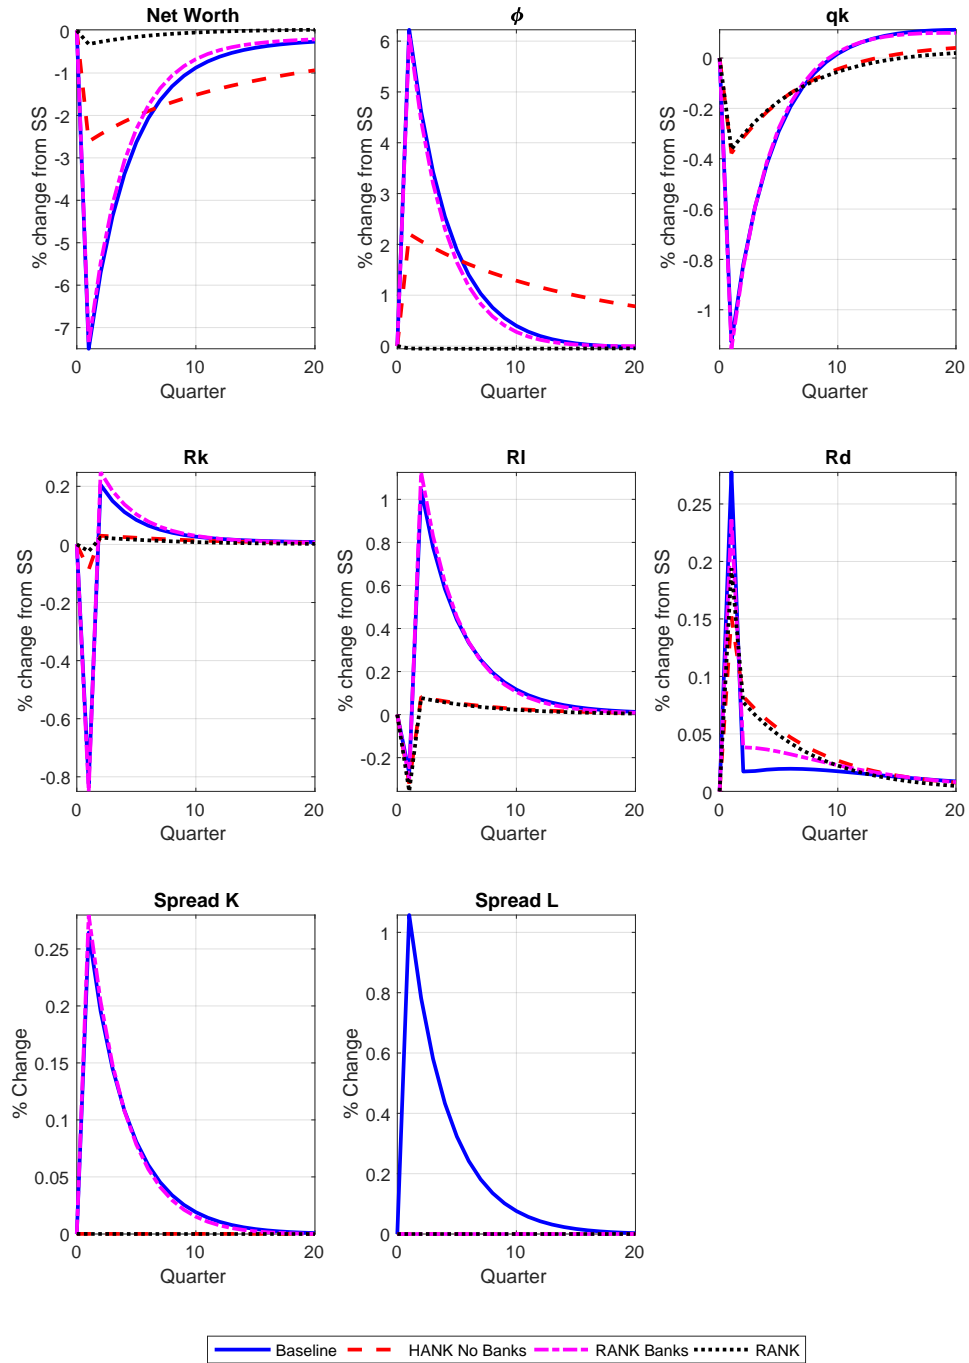 Net Worth
ϕ
qk
0
-1
-2
-3
-4
-5
-6
-7
% change from SS
0 10 20
Quarter
6
5
4
3
2
1
0
% change from SS
0 10 20
Quarter
0
-0.2
-0.4
-0.6
-0.8
-1
% change from SS
0 10 20
Quarter
Rk
Rl
Rd
0.2
0
-0.2
-0.4
-0.6
-0.8
% change from SS
0 10 20
Quarter
1
0.8
0.6
0.4
0.2
0
-0.2
% change from SS
0 10 20
Quarter
0.25
0.2
0.15
0.1
0.05
0
% change from SS
0 10 20
Quarter
Spread K
Spread L
0.25
0.2
0.15
0.1
0.05
0
% Change
0 10 20
Quarter
1
0.8
0.6
0.4
0.2
0
% Change
0 10 20
Quarter
Baseline HANK No Banks RANK Banks RANK